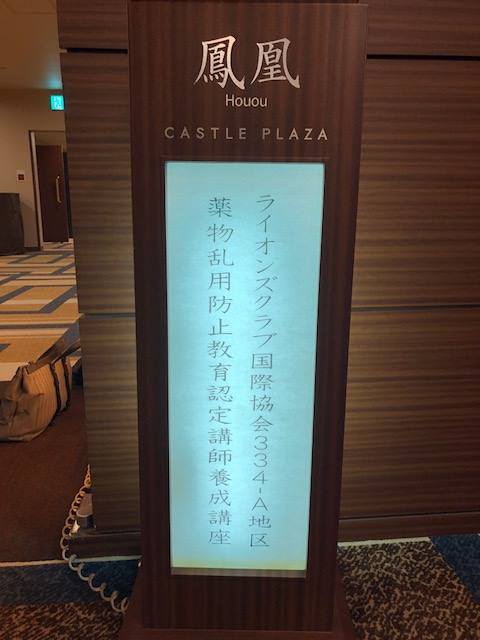 鳳凰
Houou
CASTLE PLAZA
ライオンズクラブ国際協会334-A地区
薬物乱用防止教育認定講師養成講座